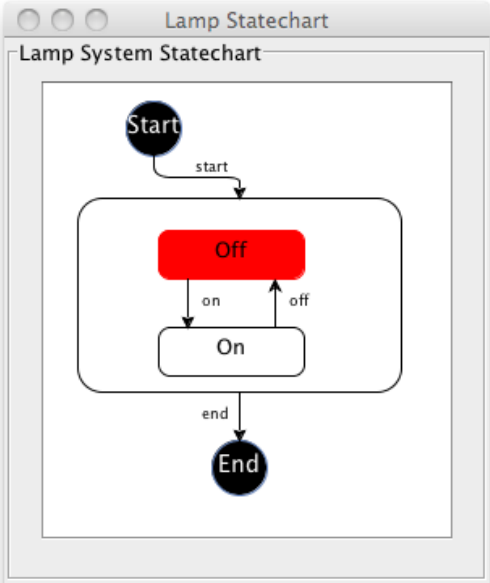 Lamp Statechart
Lamp System Statechart
Start
start
Off
on
off
On
end
End